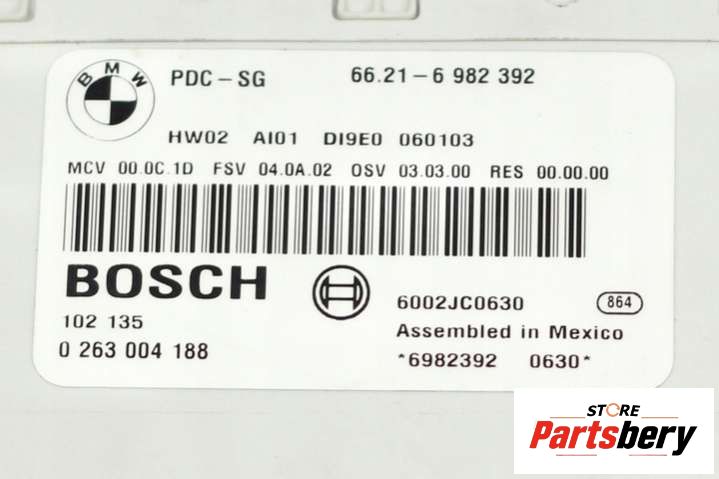 BMW PDC-SG 66.21-6 982 392
HW02 AI01 DI9E0 060103
MCV 00.0C.1D FSV 04.0A.02 OSV 03.03.00 RES 00.00.00
BOSCH
6002JC0630 864
102 135 Assembled in Mexico
0 263 004 188 *6982392 0630*
STORE
Partsbery